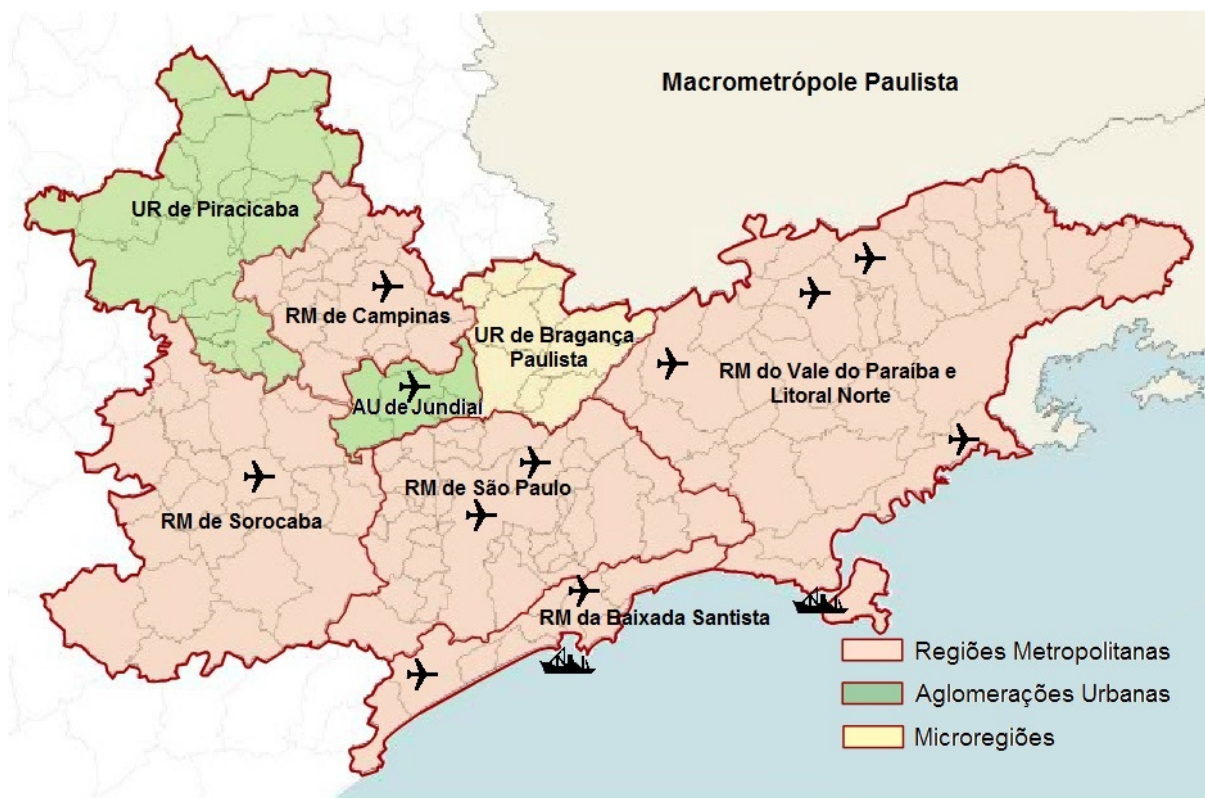 Macrometrópole Paulista
UR de Piracicaba
RM de Campinas
UR de Bragança
Paulista
RM do Vale do Paraíba e
Litoral Norte
AU de Jundiaí
RM de São Paulo
RM de Sorocaba
RM da Baixada Santista
Regiões Metropolitanas
Aglomerações Urbanas
Microregiões